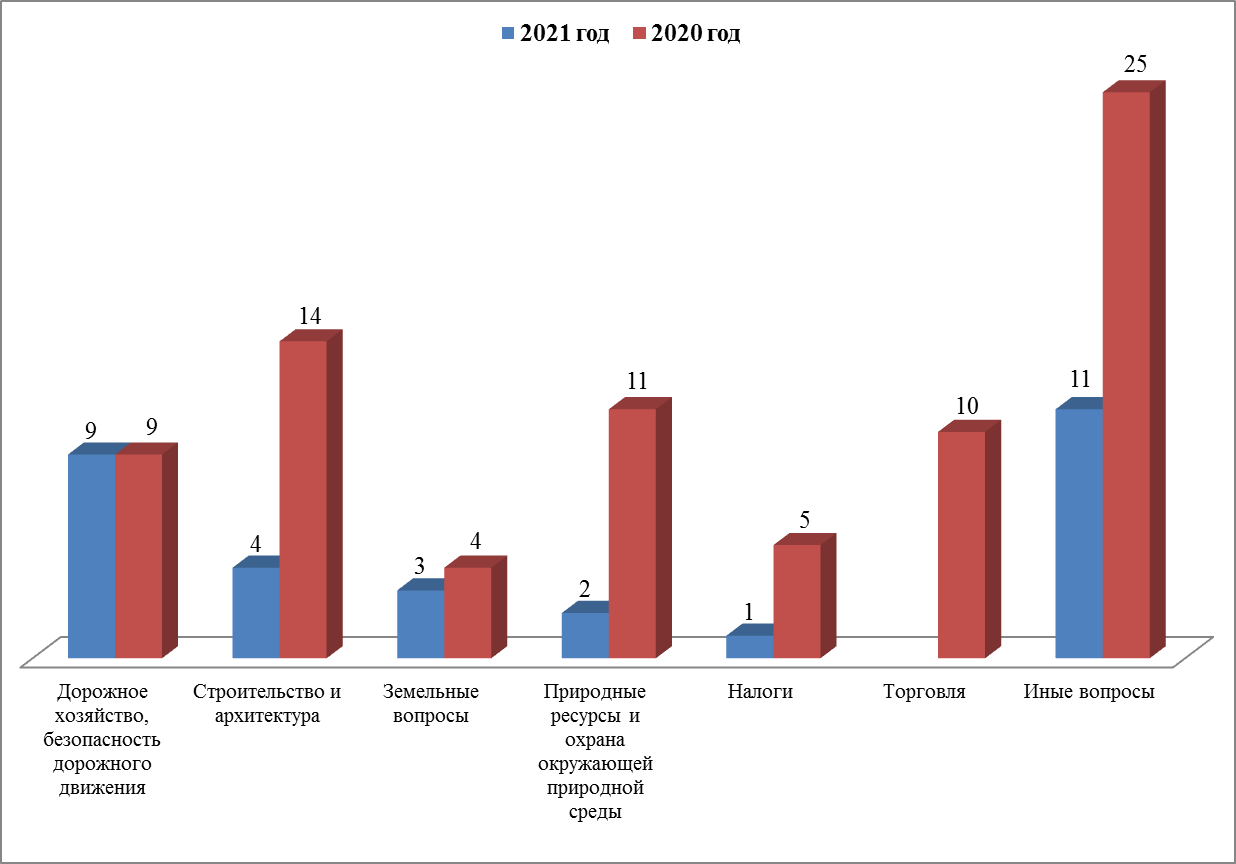 2021 год 2020 год
25
14
11
11
10
9
9
5
4
4
3
2
1
Дорожное
хозяйство,
безопасность
дорожного
движения
Строительство и
архитектура
Земельные
вопросы
Природные
ресурсы и
охрана
окружающей
природной
среды
Налоги
Торговля
Иные вопросы